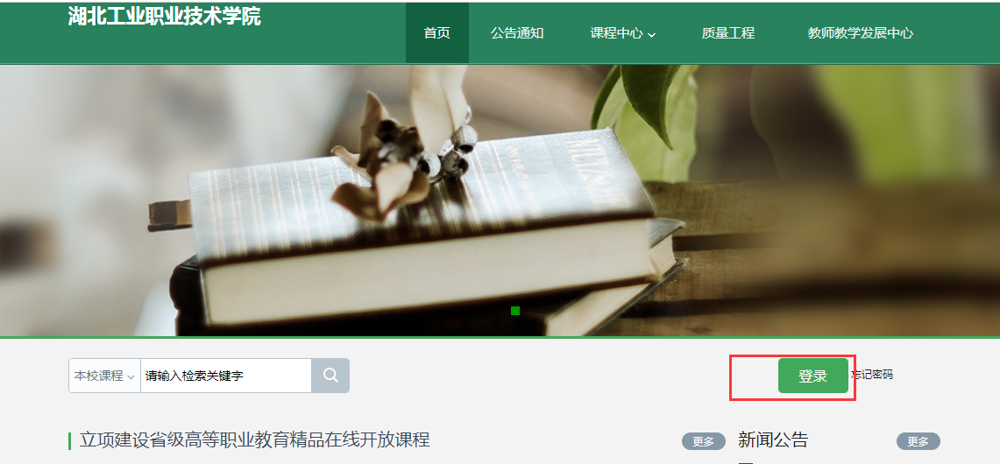 湖北工业职业技术学院
首页 公告通知 课程中心 质量工程 教师教学发展中心
本校课程 请输入检索关键字 登录 忘记密码
立项建设省级高等职业教育精品在线开放课程 更多 新闻公告 更多